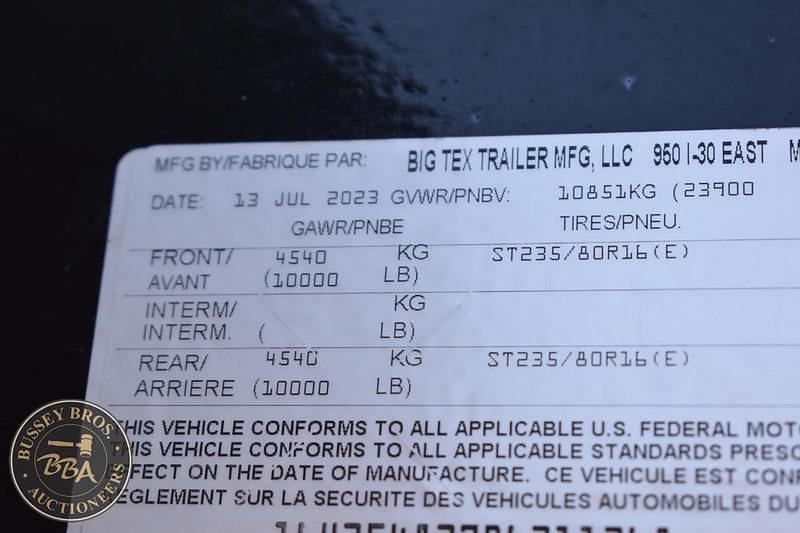 MFG BY/FABRIQUE PAR: BIG TEX TRAILER MFG, LLC 950 I-30 EAST M
DATE: 13 JUL 2023 GVWR/PNBV: 10851KG (23900
GAWR/PNBE TIRES/PNEU.
FRONT/ 4540 KG ST235/80R16(E)
AVANT (10000 LB)
INTERM/ KG
INTERM. ( LB)
REAR/ 4540 KG ST235/80R16(E)
ARRIERE (10000 LB)
THIS VEHICLE CONFORMS TO ALL APPLICABLE U.S. FEDERAL MOT
THIS VEHICLE CONFORMS TO ALL APPLICABLE STANDARDS PRESC
EFFECT ON THE DATE OF MANUFACTURE. CE VEHICULE EST CONF
REGLEMENT SUR LA SECURITE DES VEHICULES AUTOMOBILES DU
BUSSEY BROS.
BBA
AUCTIONEERS